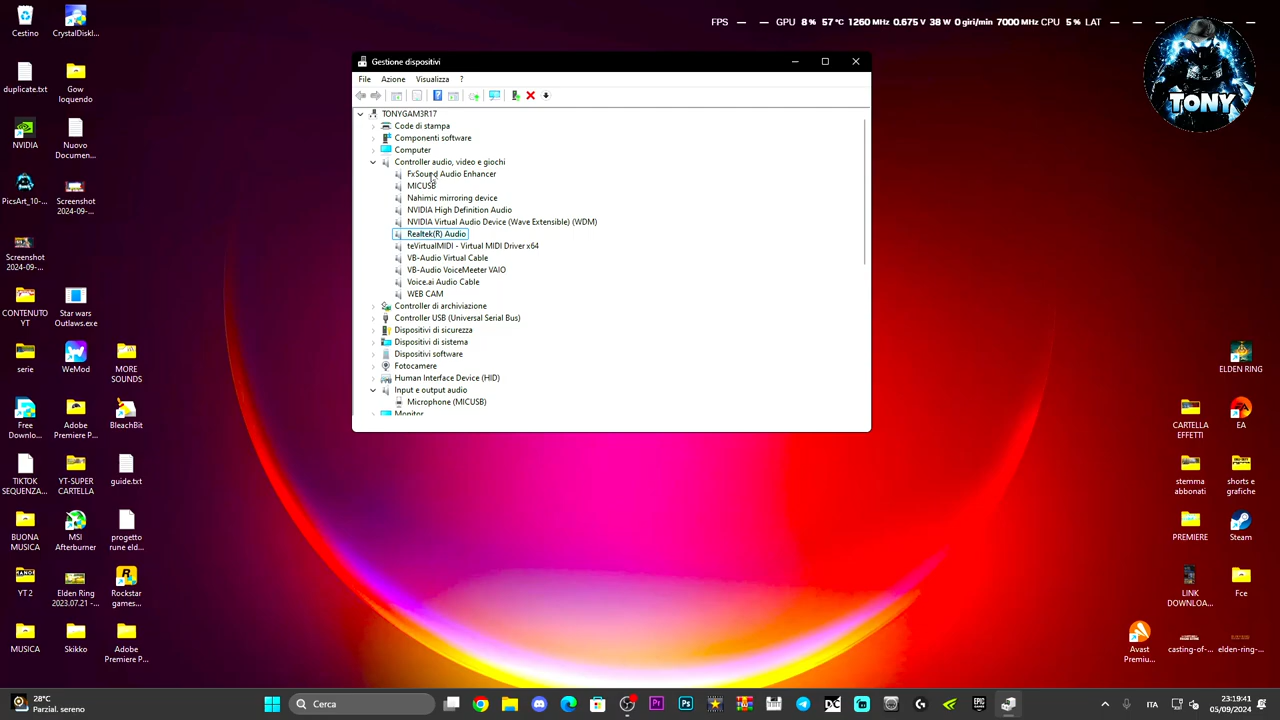 FPS — — GPU 8 % 57 °C 1260 MHz 0.675 V 38 W 0 giri/min 7000 MHz CPU 5 % LAT — — — — —
TONY
Cestino
CrystalDiskI...
duplicate.txt
Gow loquendo
NVIDIA
Nuovo Documen...
PicsArt_10-...
Screenshot 2024-09-...
Screenshot 2024-09-...
CONTENUTO YT
Star wars Outlaws.exe
serie
WeMod
MORE SOUNDS
Free Downlo...
Adobe Premiere P...
BleachBit
TIKTOK SEQUENZA...
YT-SUPER CARTELLA
guide.txt
BUONA MUSICA
MSI Afterburner
progetto rune eld...
YT 2
Elden Ring 2023.07.21 -...
Rockstar games...
MUSICA
Skikko
Adobe Premiere P...
Gestione dispositivi
File Azione Visualizza ?
TONYGAM3R17
Code di stampa
Componenti software
Computer
Controller audio, video e giochi
FxSound Audio Enhancer
MICUSB
Nahimic mirroring device
NVIDIA High Definition Audio
NVIDIA Virtual Audio Device (Wave Extensible) (WDM)
Realtek(R) Audio
teVirtualMIDI - Virtual MIDI Driver x64
VB-Audio Virtual Cable
VB-Audio VoiceMeeter VAIO
Voice.ai Audio Cable
WEB CAM
Controller di archiviazione
Controller USB (Universal Serial Bus)
Dispositivi di sicurezza
Dispositivi di sistema
Dispositivi software
Fotocamere
Human Interface Device (HID)
Input e output audio
Microphone (MICUSB)
Monitor
ELDEN RING
CARTELLA EFFETTI
EA
stemma abbonati
shorts e grafiche
PREMIERE
Steam
LINK DOWNLOA...
Fce
Avast Premiu...
casting-of-...
elden-ring-...
28°C
Parzial. sereno
Cerca
ITA
23:19:41
05/09/2024